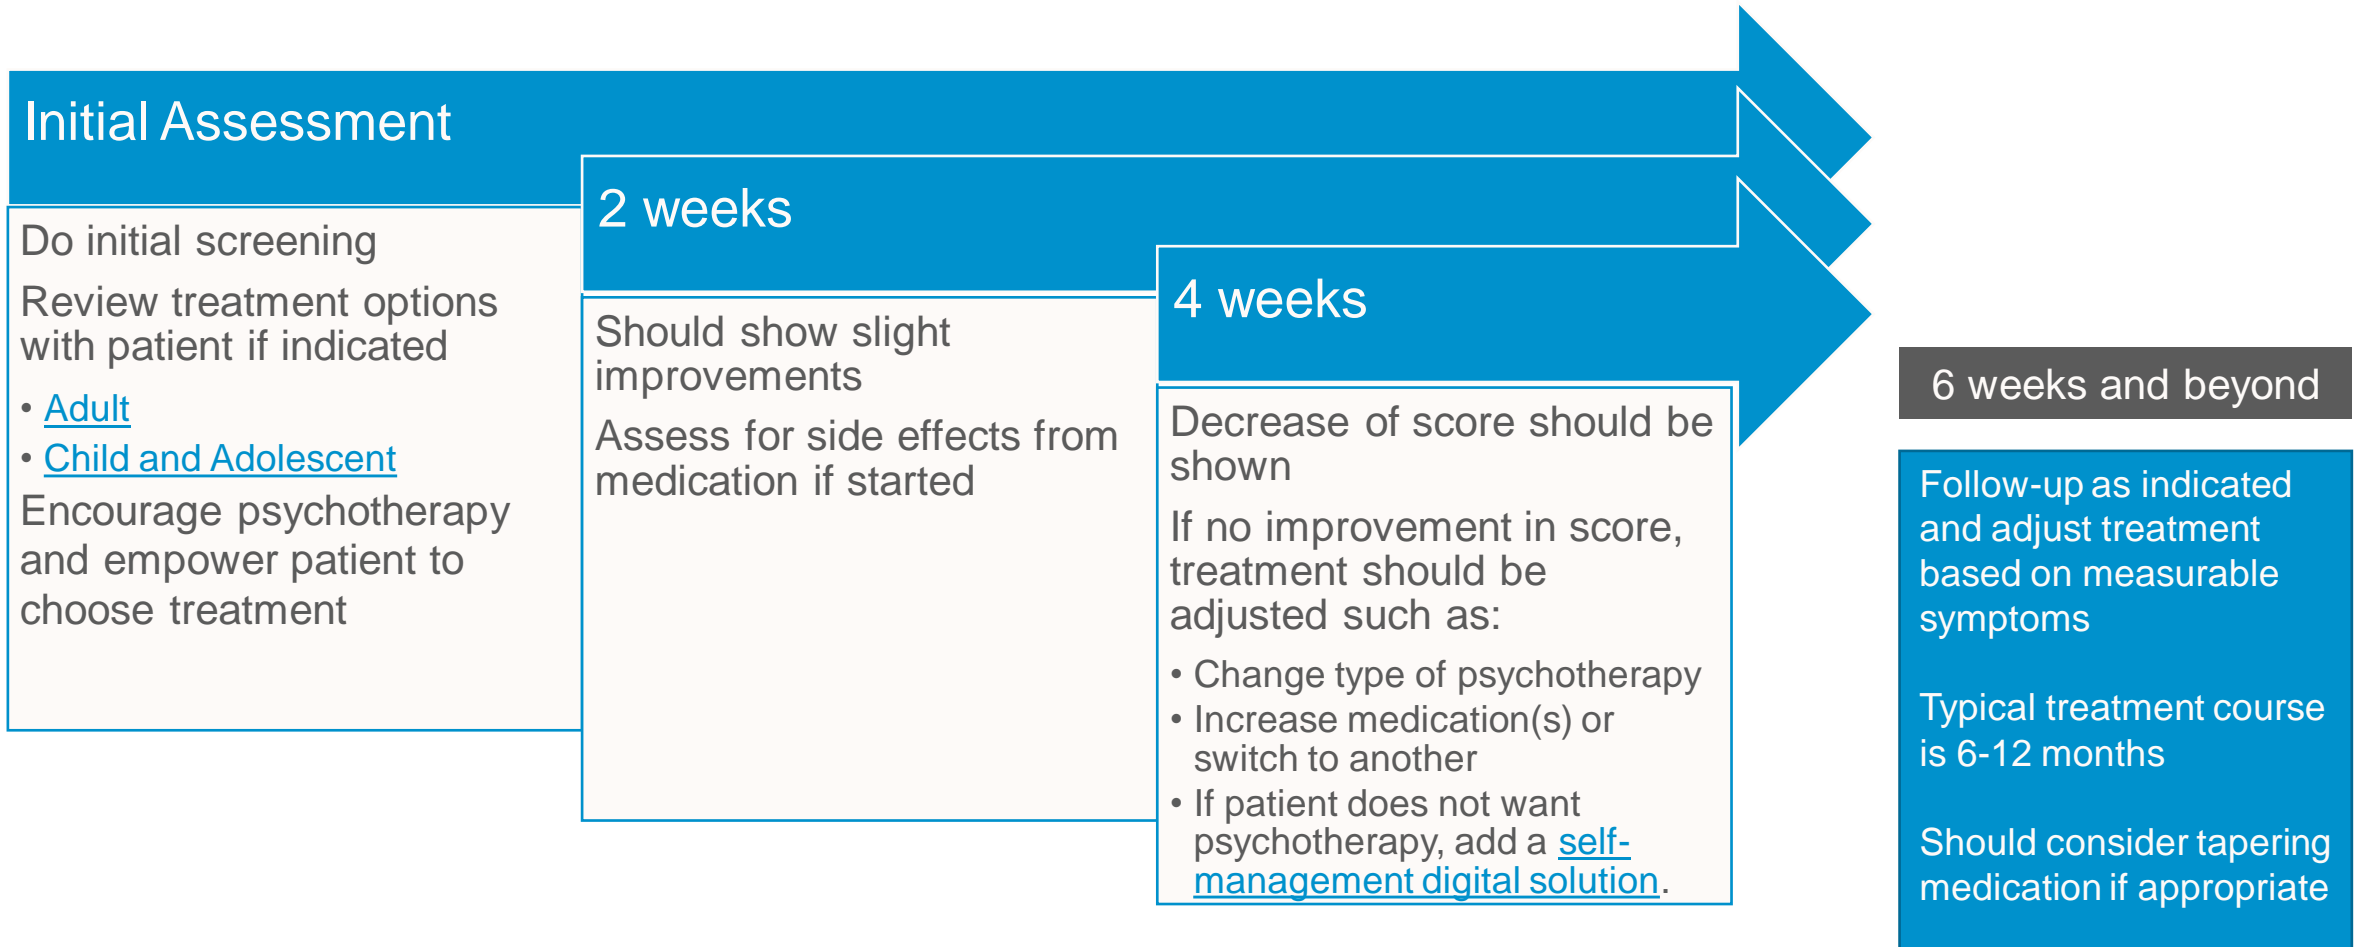 Initial Assessment
Do initial screening
Review treatment options
with patient if indicated
• Adult
• Child and Adolescent
Encourage psychotherapy
and empower patient to
choose treatment
2 weeks
Should show slight
improvements
Assess for side effects from
medication if started
4 weeks
Decrease of score should be
shown
If no improvement in score,
treatment should be
adjusted such as:
• Change type of psychotherapy
• Increase medication(s) or
switch to another
• If patient does not want
psychotherapy, add a self-
management digital solution.
6 weeks and beyond
Follow-up as indicated
and adjust treatment
based on measurable
symptoms
Typical treatment course
is 6-12 months
Should consider tapering
medication if appropriate